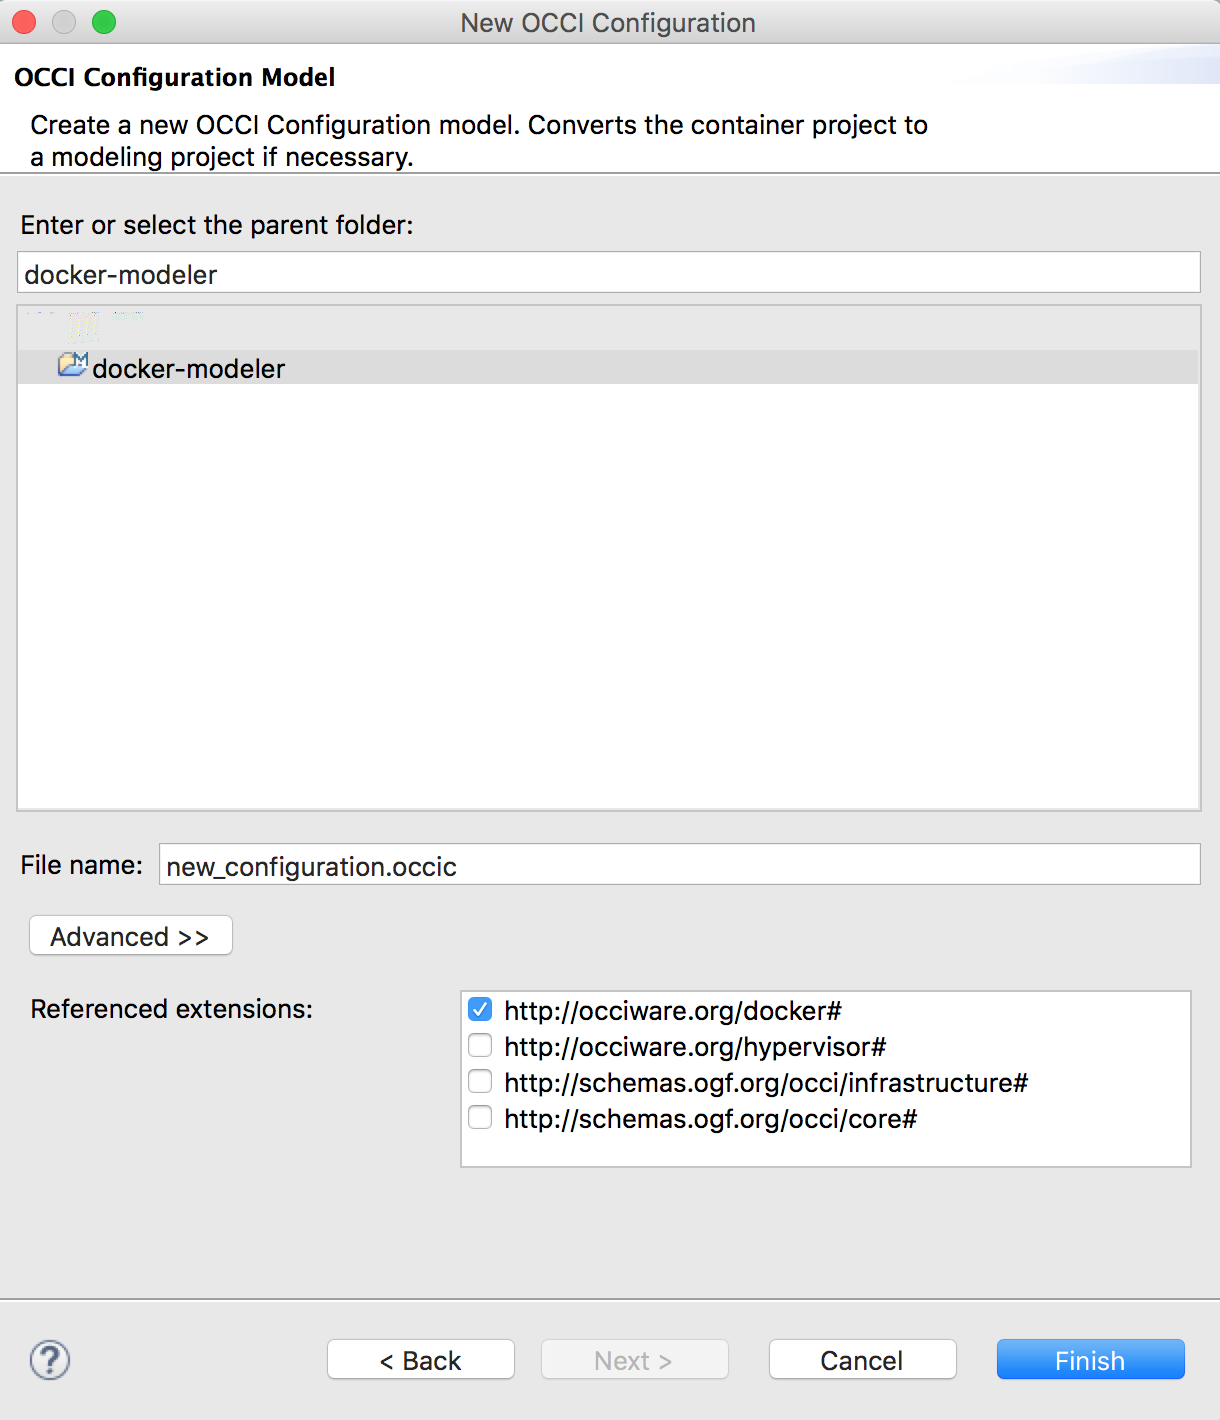 New OCCI Configuration
OCCI Configuration Model
Create a new OCCI Configuration model. Converts the container project to
a modeling project if necessary.
Enter or select the parent folder:
docker-modeler
docker-modeler
File name: new_configuration.occic
Advanced >>
Referenced extensions:
http://occiware.org/docker#
http://occiware.org/hypervisor#
http://schemas.ogf.org/occi/infrastructure#
http://schemas.ogf.org/occi/core#
? < Back Next > Cancel Finish